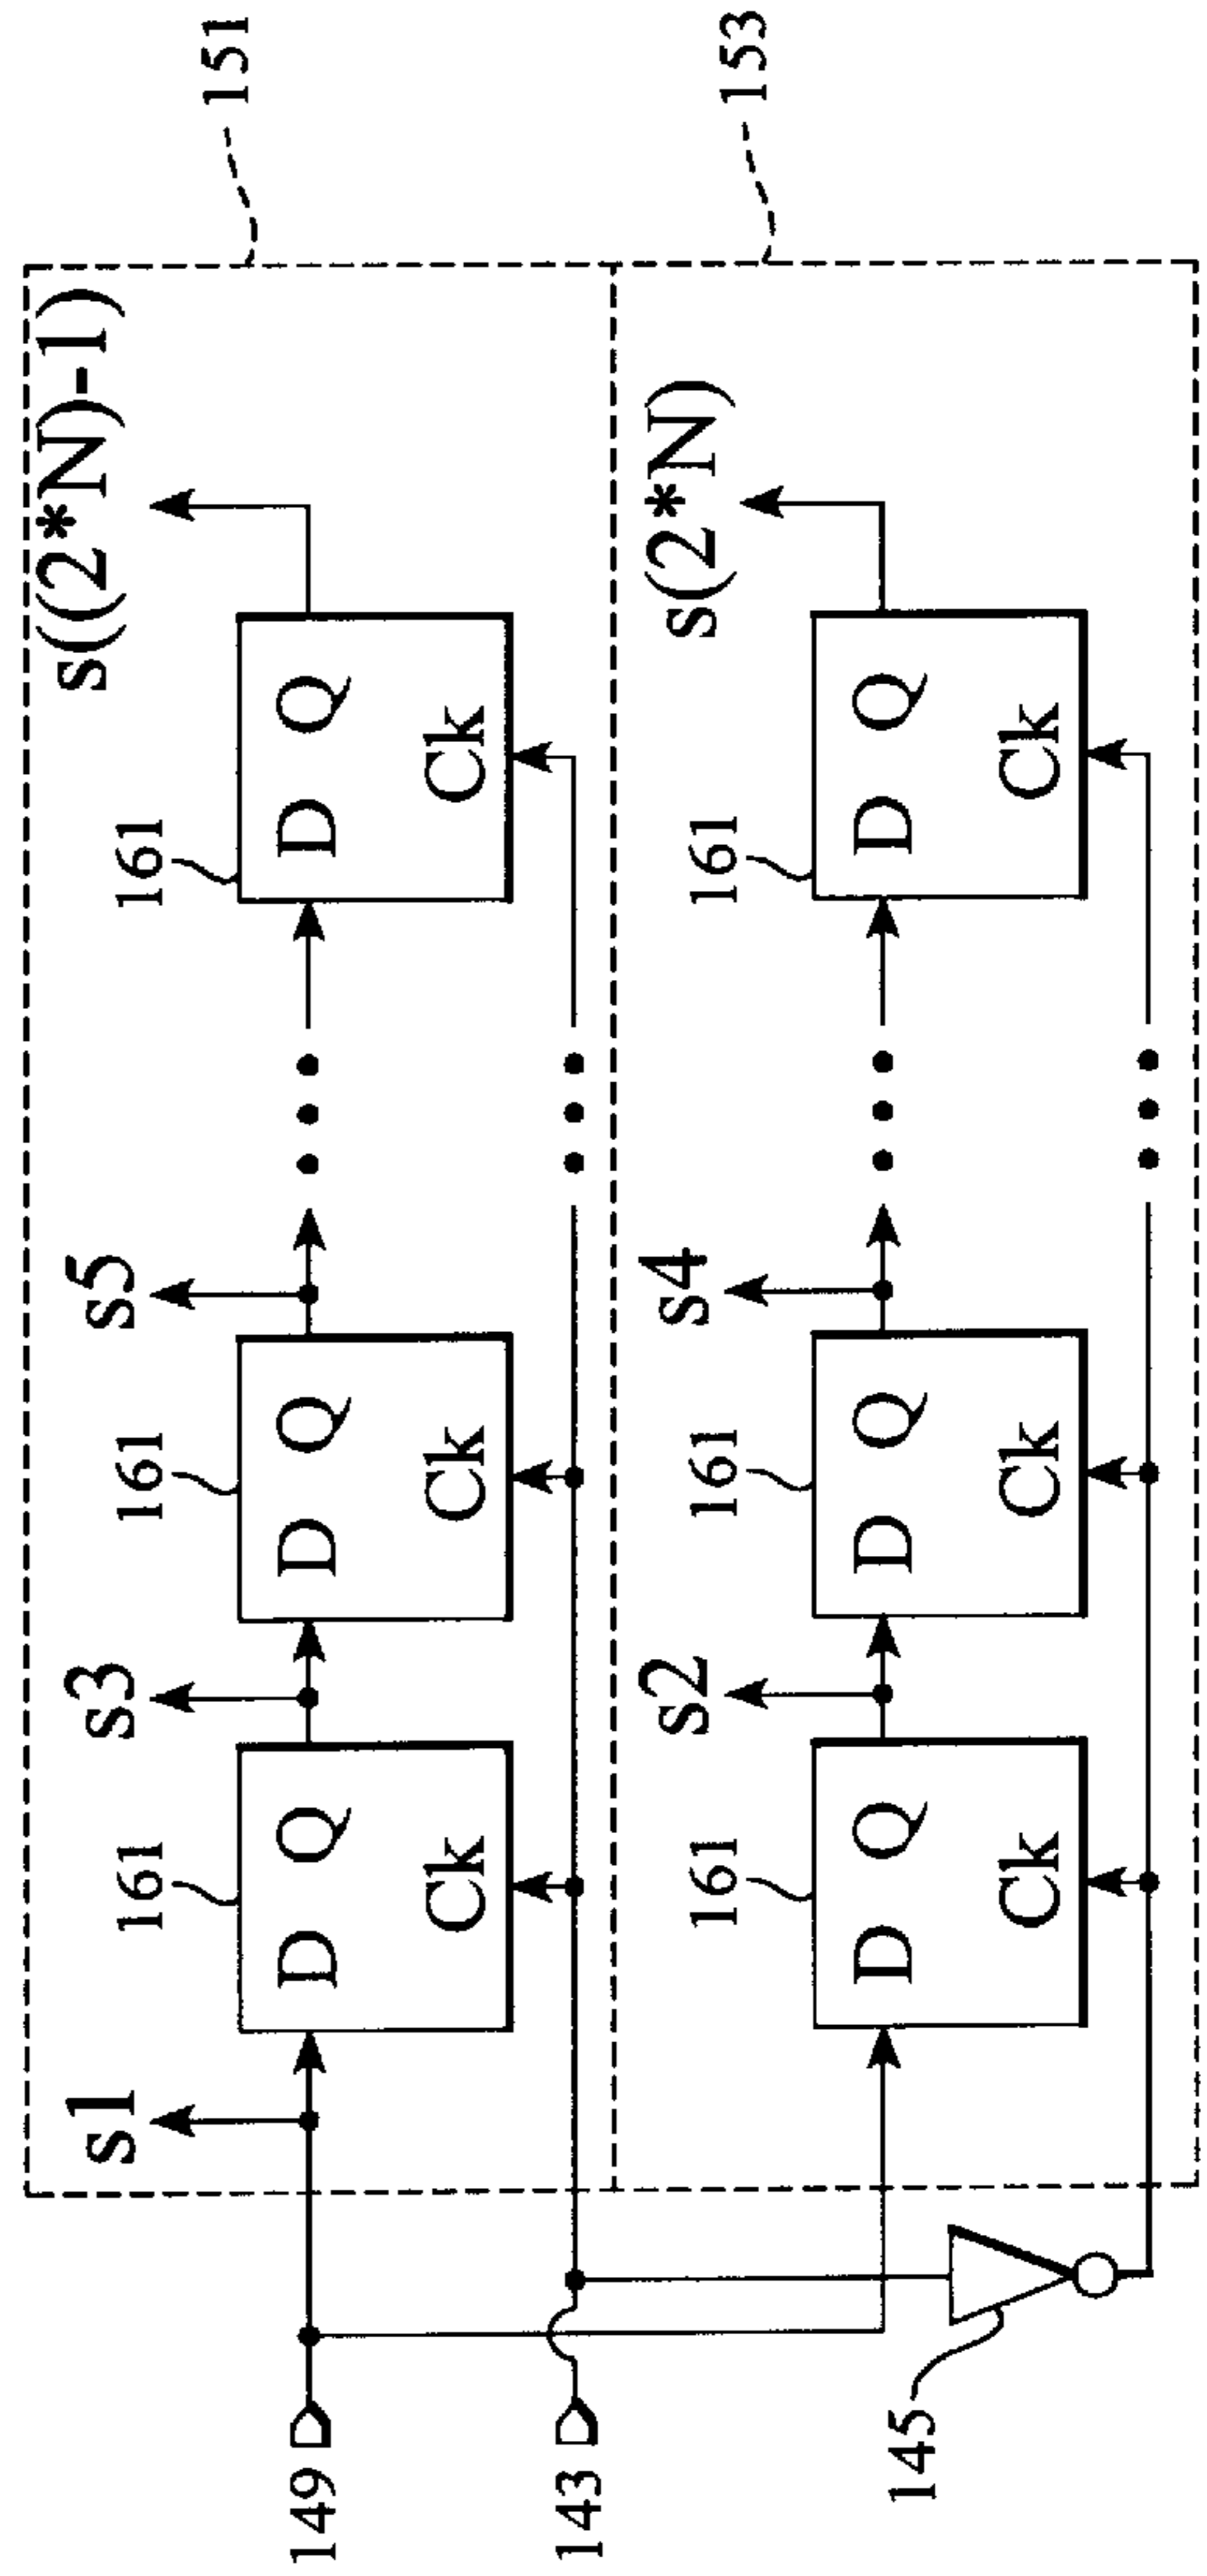 151
s((2*N)-1)
s5
s3
s1
161
161
161
D Q
Ck
D Q
Ck
D Q
Ck
149
143
153
s(2*N)
s4
s2
161
161
161
D Q
Ck
D Q
Ck
D Q
Ck
145